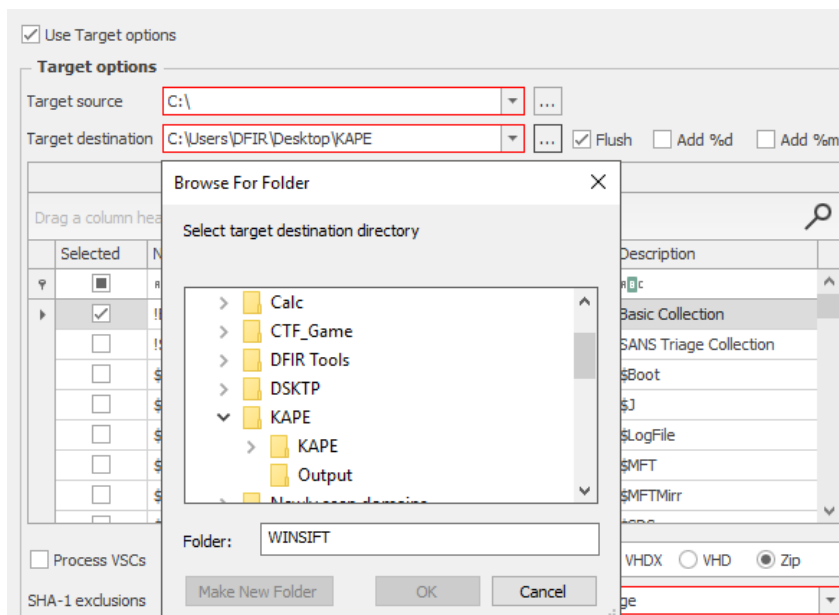 Use Target options
Target options
Target source C:\ ...
Target destination C:\Users\DFIR\Desktop\KAPE ... Flush Add %d Add %m
Browse For Folder
Select target destination directory
Drag a column hea
Selected N Description
Calc
CTF_Game
DFIR Tools
DSKTP
KAPE
KAPE
Output
Basic Collection
SANS Triage Collection
$Boot
$J
$LogFile
$MFT
$MFTMirr
Folder: WINSIFT
Process VSCs VHDX VHD Zip
Make New Folder OK Cancel
SHA-1 exclusions ge